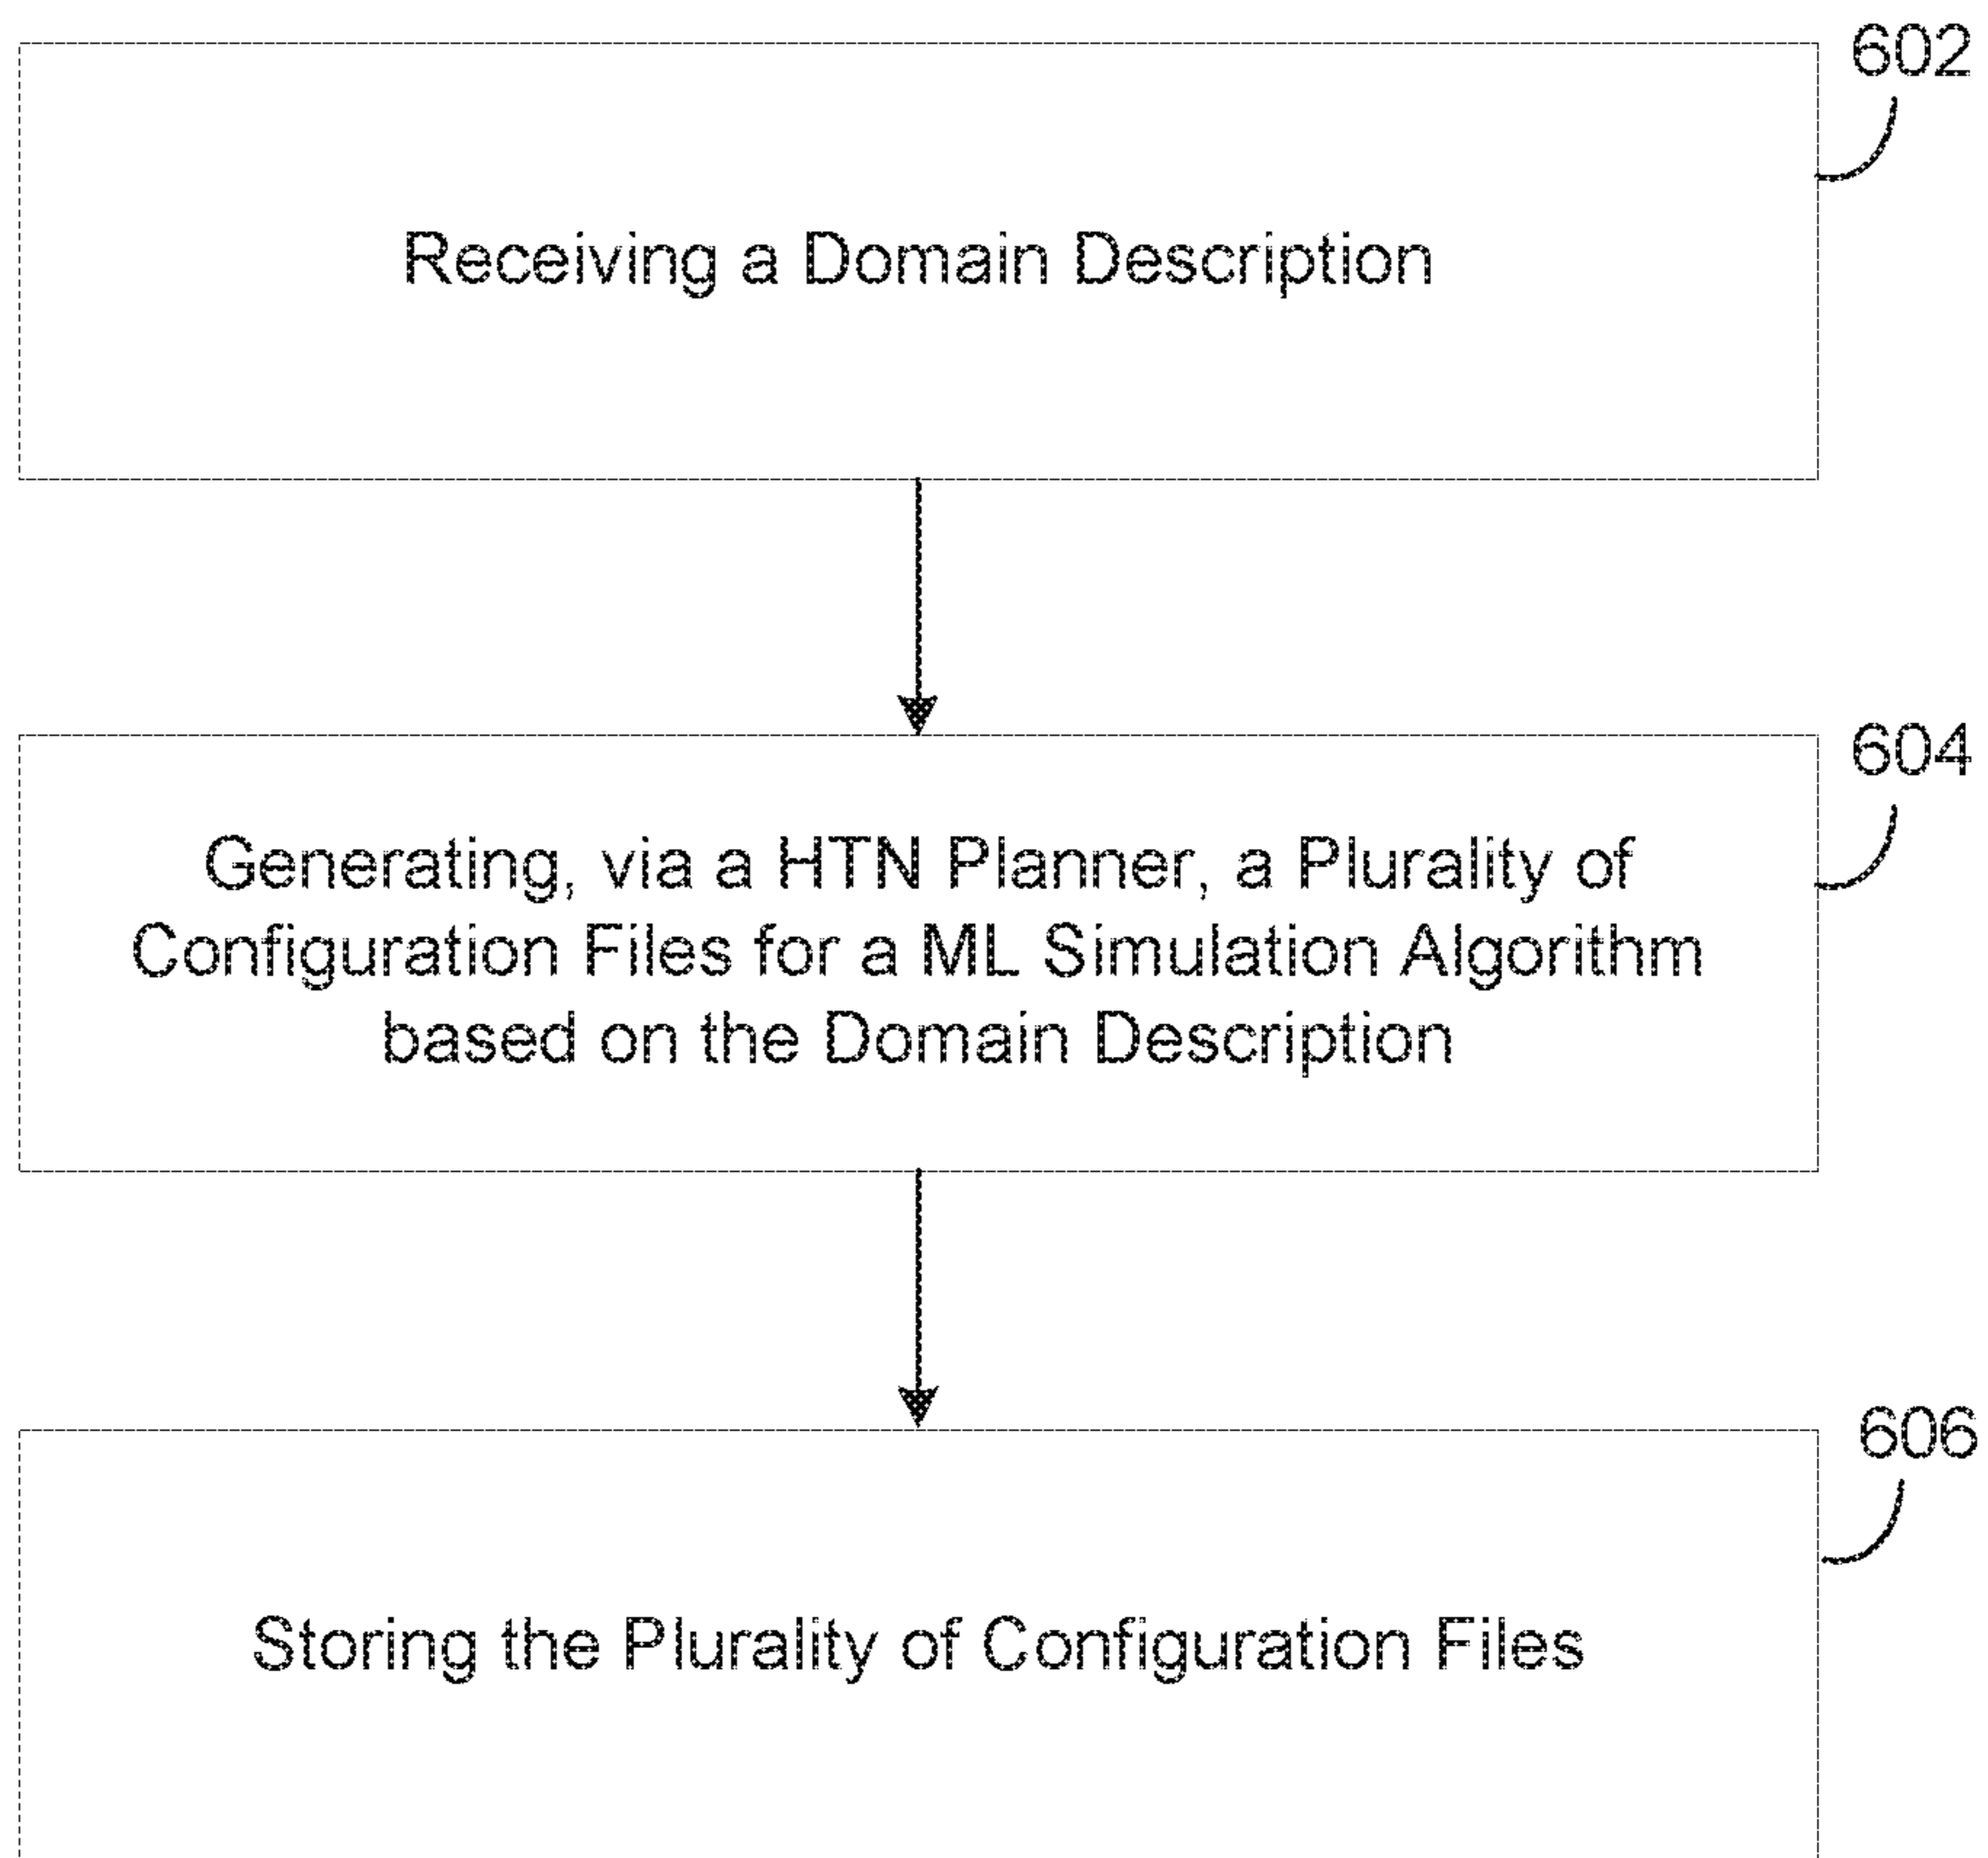 602
Receiving a Domain Description
604
Generating, via a HTN Planner, a Plurality of
Configuration Files for a ML Simulation Algorithm
based on the Domain Description
606
Storing the Plurality of Configuration Files